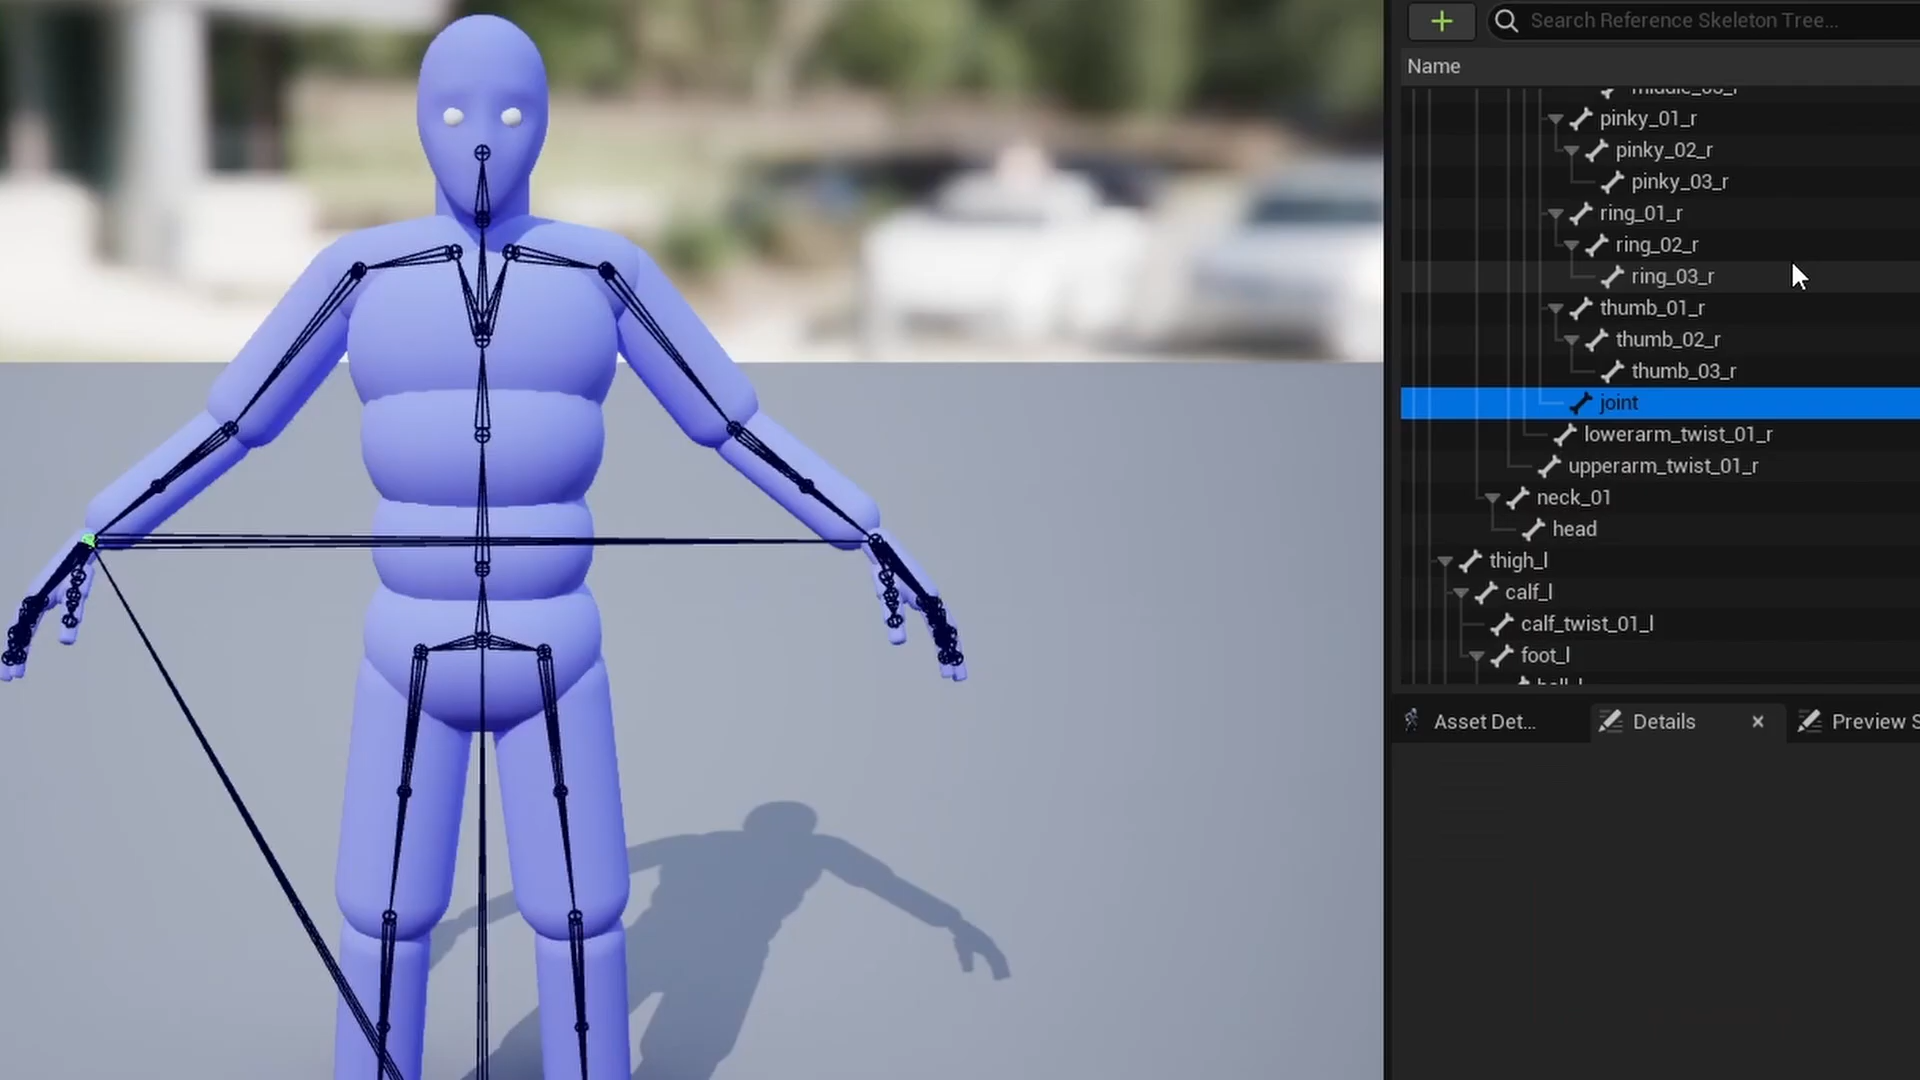 Search Reference Skeleton Tree...
Name
pinky_01_r
pinky_02_r
pinky_03_r
ring_01_r
ring_02_r
ring_03_r
thumb_01_r
thumb_02_r
thumb_03_r
joint
lowerarm_twist_01_r
upperarm_twist_01_r
neck_01
head
thigh_l
calf_l
calf_twist_01_l
foot_l
Asset Det...
Details
Preview S